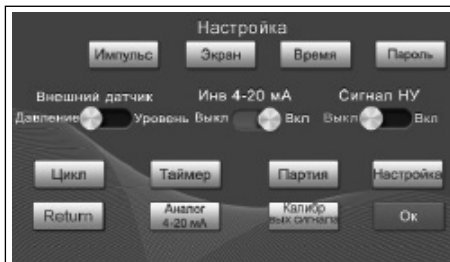 Настройка
Импульс Экран Время Пароль
Внешний датчик Инв 4-20 мА Сигнал НУ
Давление Уровень Выкл Вкл Выкл Вкл
Цикл Таймер Партия Настройка
Return Аналог 4-20 мА Калибр вых сигнала Ок